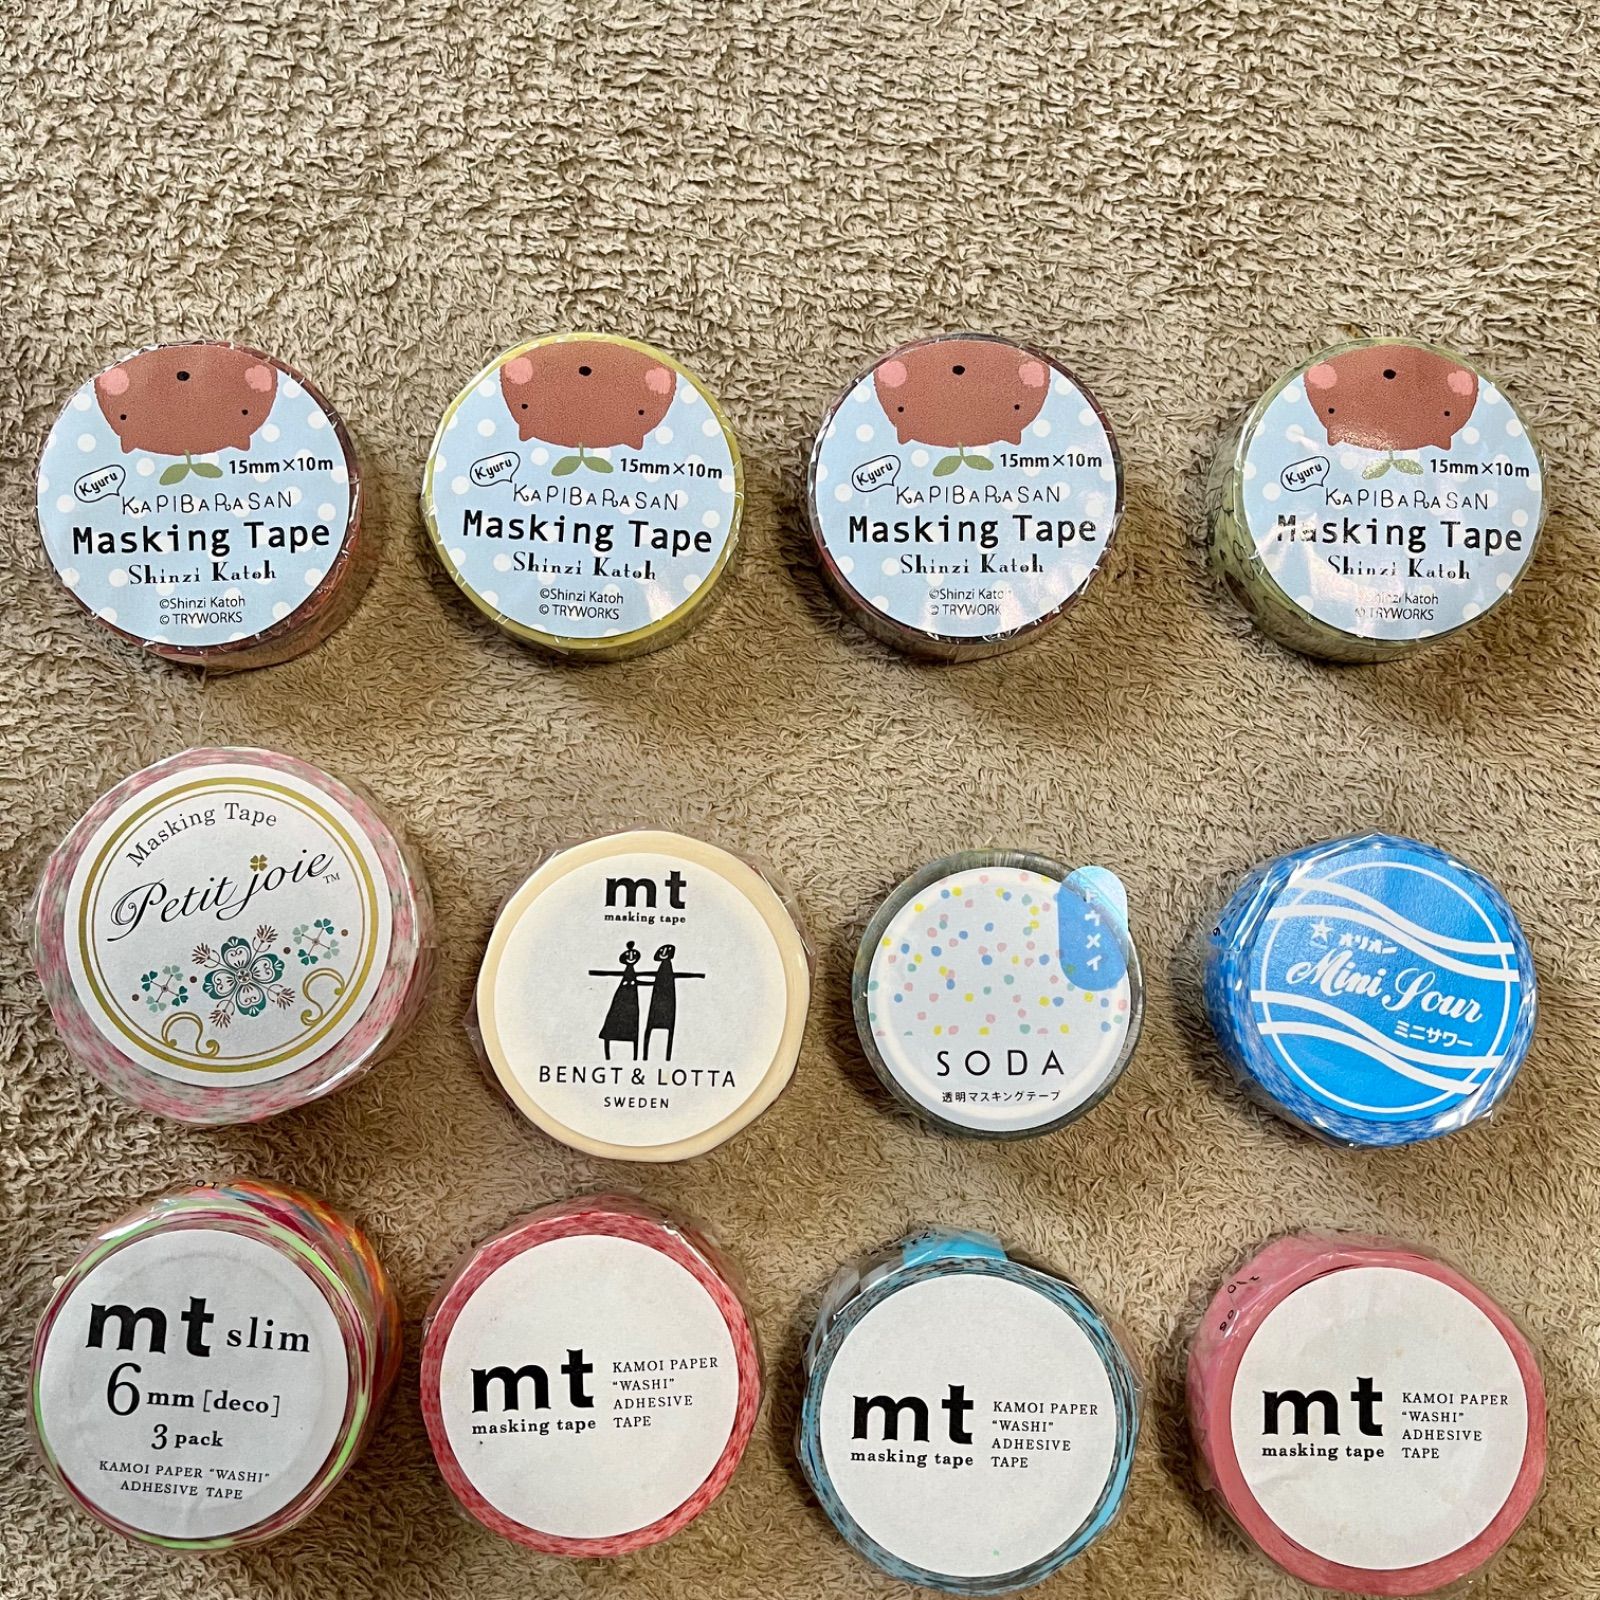 Kyuru
15mm×10m
KAPIBARASAN
Masking Tape
Shinzi Katoh
©Shinzi Katoh
© TRYWORKS
Kyuru
15mm×10m
KAPIBARASAN
Masking Tape
Shinzi Katoh
©Shinzi Katoh
© TRYWORKS
Kyuru
15mm×10m
KAPIBARASAN
Masking Tape
Shinzi Katoh
©Shinzi Katoh
© TRYWORKS
Kyuru
15mm×10m
KAPIBARASAN
Masking Tape
Shinzi Katoh
©Shinzi Katoh
© TRYWORKS
Masking Tape
Petit joie™
mt
masking tape
BENGT & LOTTA
SWEDEN
SODA
透明マスキングテープ
オリオン
Mini Sour
ミニサワー
mt slim
6mm [deco]
3 pack
KAMOI PAPER "WASHI"
ADHESIVE TAPE
mt
masking tape
KAMOI PAPER
"WASHI"
ADHESIVE
TAPE
mt
masking tape
KAMOI PAPER
"WASHI"
ADHESIVE
TAPE
mt
masking tape
KAMOI PAPER
"WASHI"
ADHESIVE
TAPE